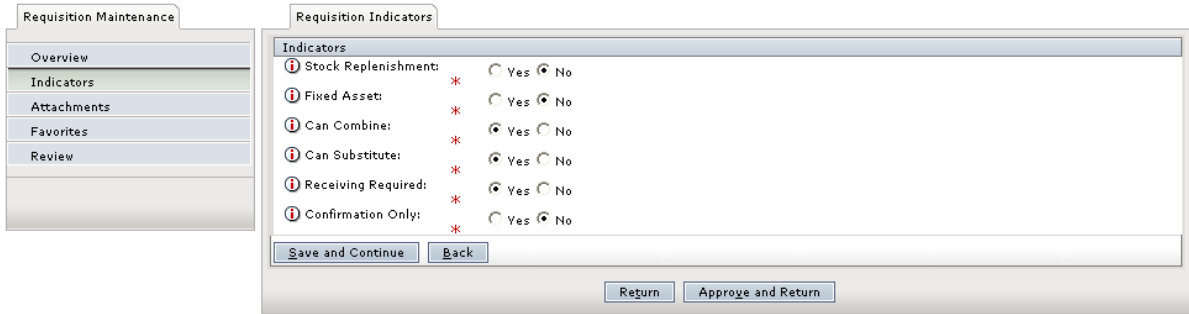 Requisition Maintenance
Overview
Indicators
Attachments
Favorites
Review
Requisition Indicators
Indicators
Stock Replenishment: * Yes No
Fixed Asset: * Yes No
Can Combine: * Yes No
Can Substitute: * Yes No
Receiving Required: * Yes No
Confirmation Only: * Yes No
Save and Continue Back
Return Approve and Return